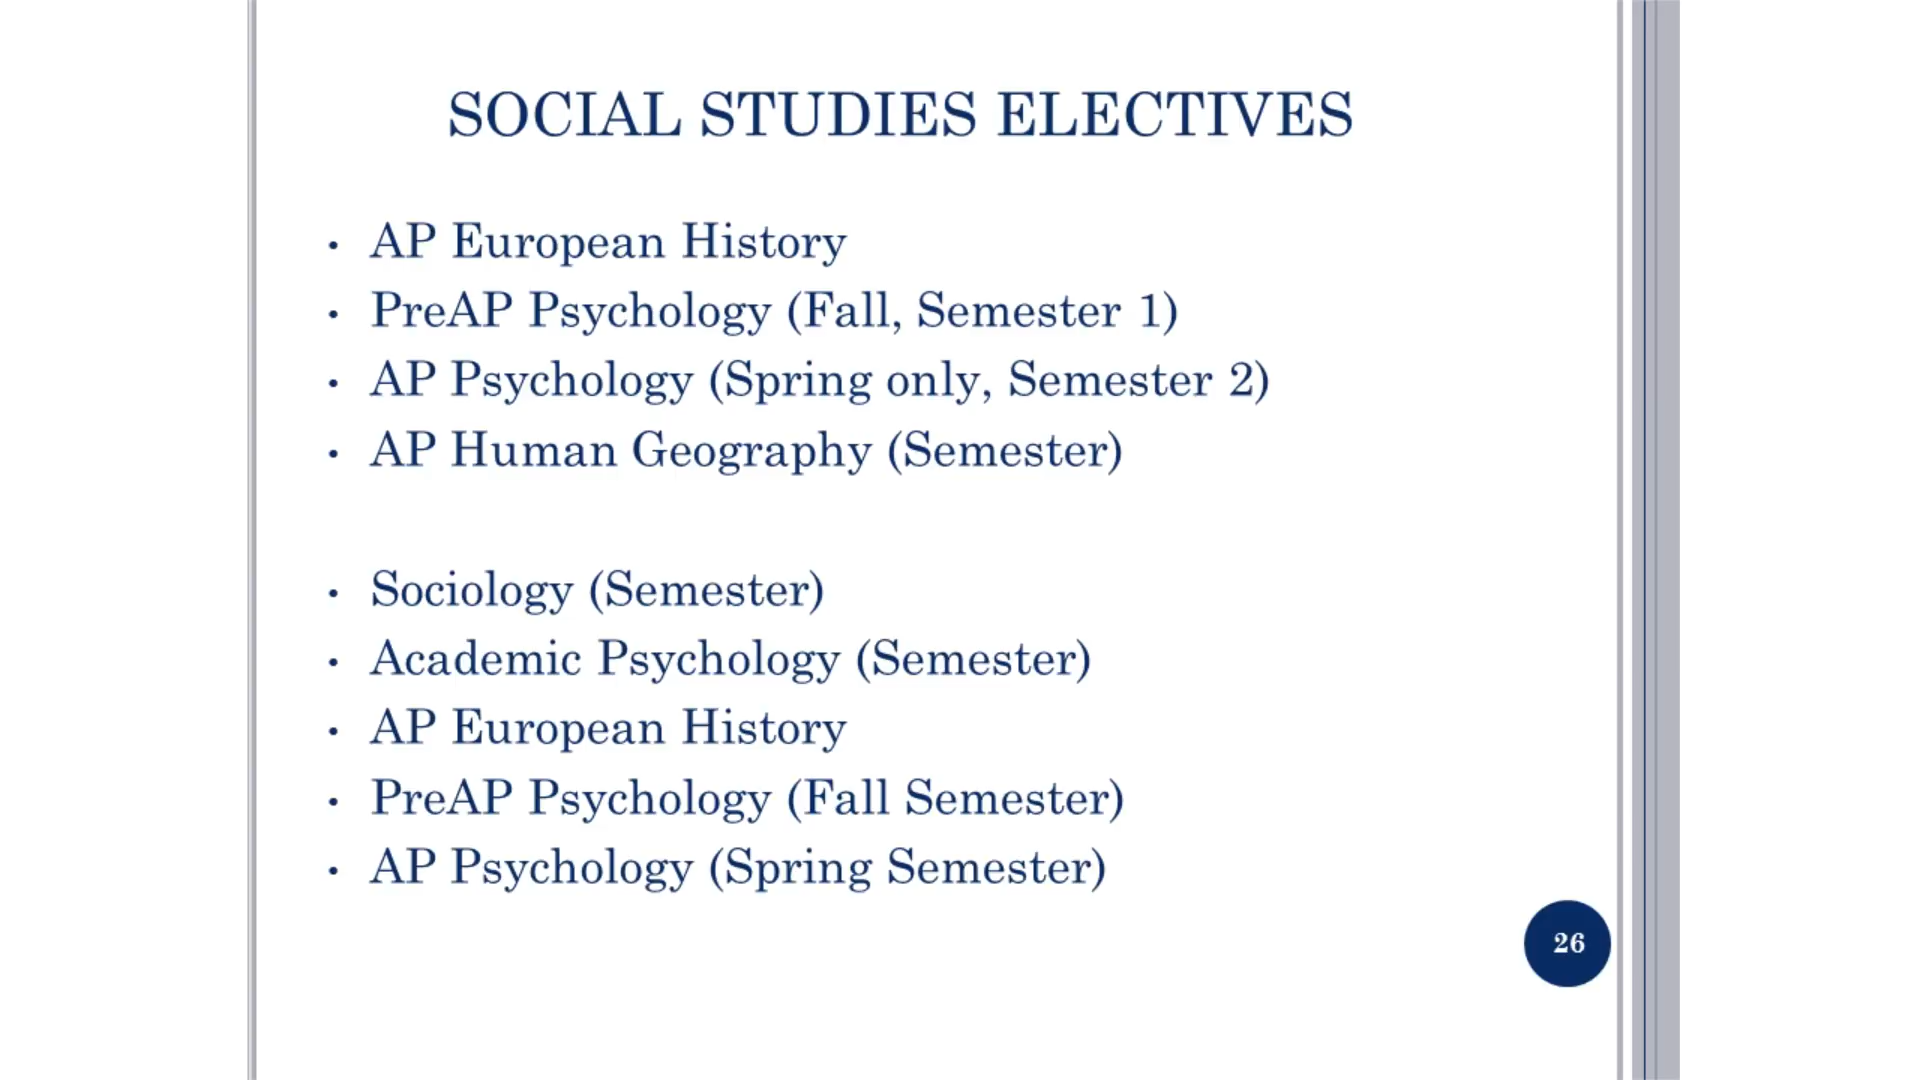 SOCIAL STUDIES ELECTIVES
• AP European History
• PreAP Psychology (Fall, Semester 1)
• AP Psychology (Spring only, Semester 2)
• AP Human Geography (Semester)
• Sociology (Semester)
• Academic Psychology (Semester)
• AP European History
• PreAP Psychology (Fall Semester)
• AP Psychology (Spring Semester)
26